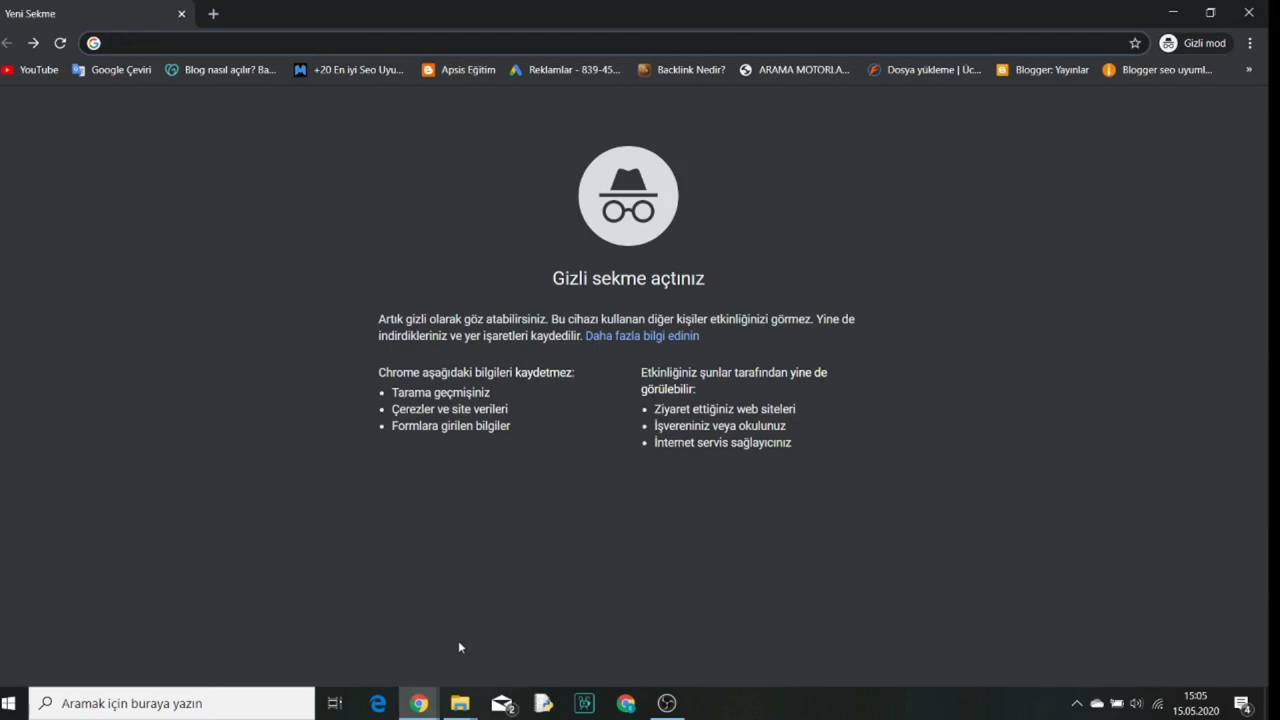 Yeni Sekme
Gizli mod
YouTube
Google Çeviri
Blog nasıl açılır? Ba...
+20 En iyi Seo Uyu...
Apsis Eğitim
Reklamlar - 839-45...
Backlink Nedir?
ARAMA MOTORLA...
Dosya yükleme | Üc...
Blogger: Yayınlar
Blogger seo uyuml...
Gizli sekme açtınız
Artık gizli olarak göz atabilirsiniz. Bu cihazı kullanan diğer kişiler etkinliğinizi görmez. Yine de
indirdikleriniz ve yer işaretleri kaydedilir. Daha fazla bilgi edinin
Chrome aşağıdaki bilgileri kaydetmez:
Tarama geçmişiniz
Çerezler ve site verileri
Formlara girilen bilgiler
Etkinliğiniz şunlar tarafından yine de
görülebilir:
Ziyaret ettiğiniz web siteleri
İşvereniniz veya okulunuz
İnternet servis sağlayıcınız
Aramak için buraya yazın
2
15:05
15.05.2020
4